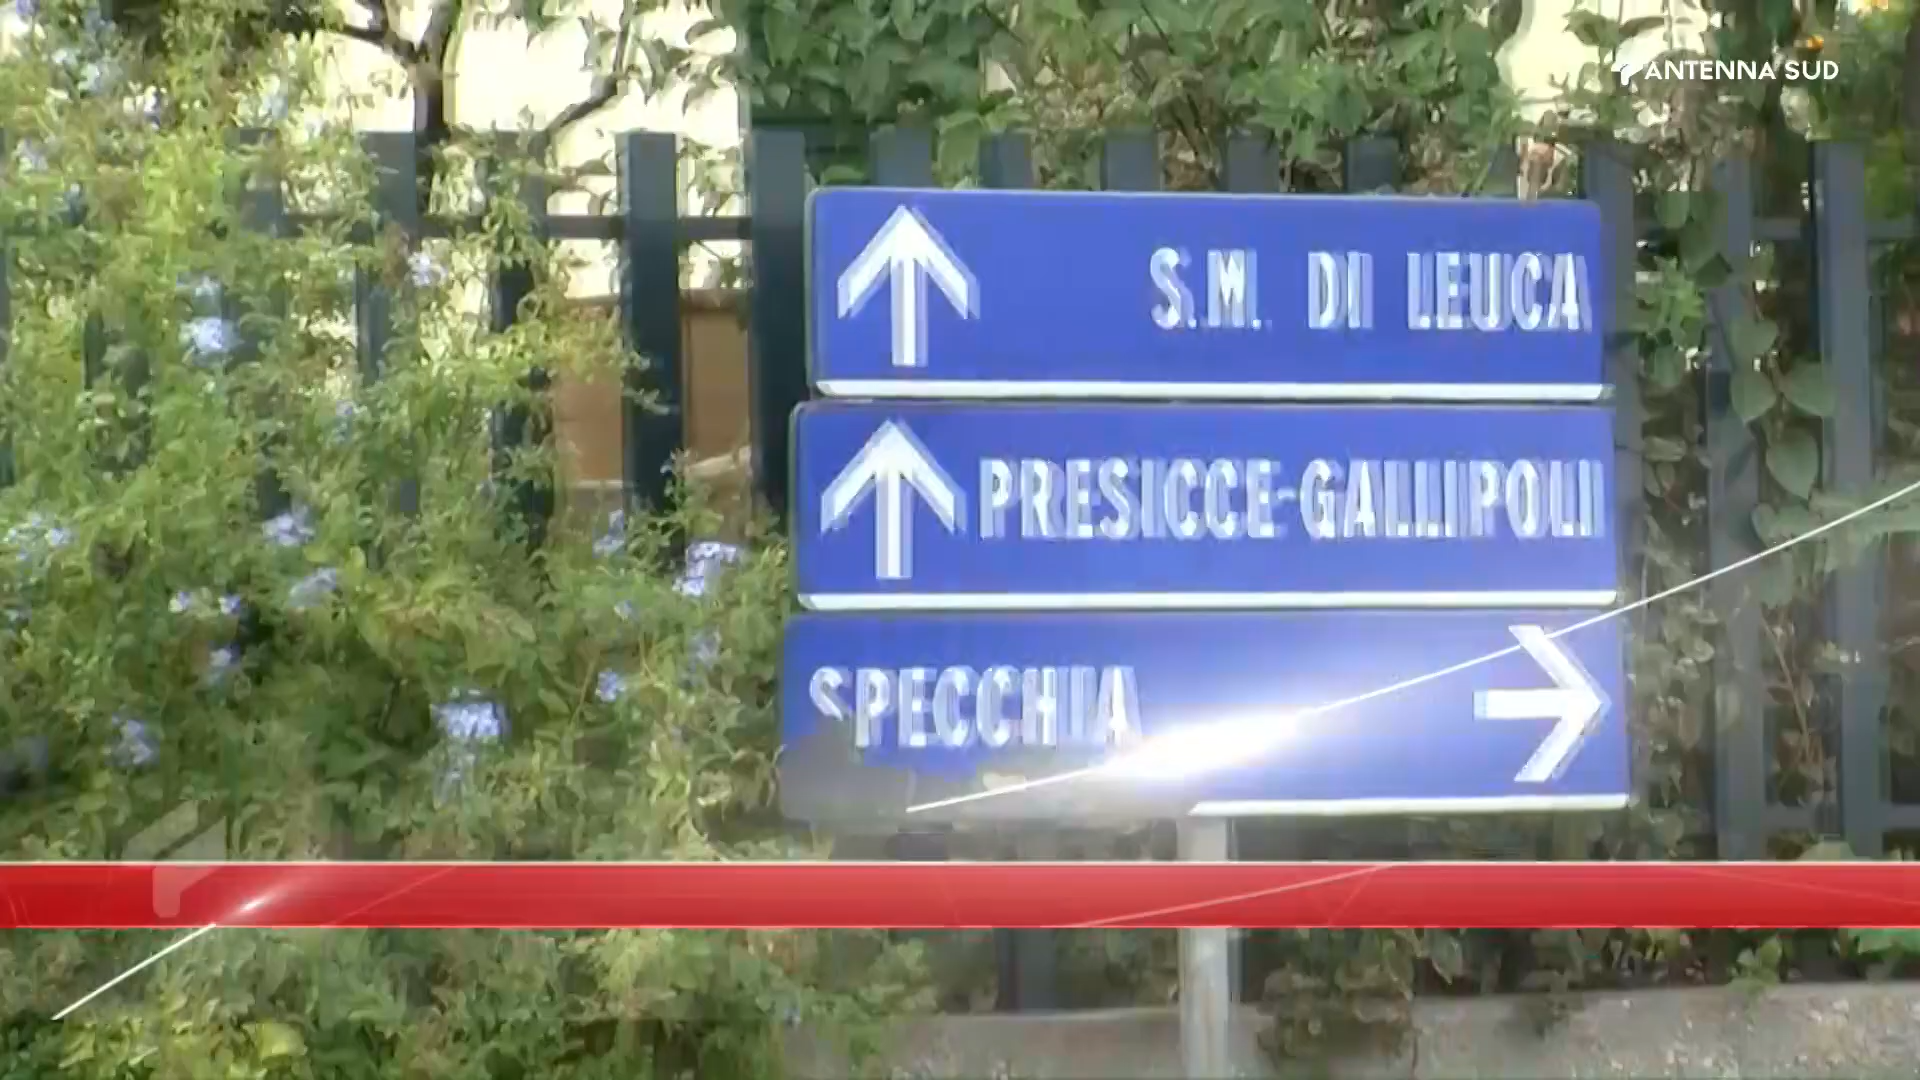 ANTENNA SUD
S.M. DI LEUCA
PRESICCE-GALLIPOLI
SPECCHIA